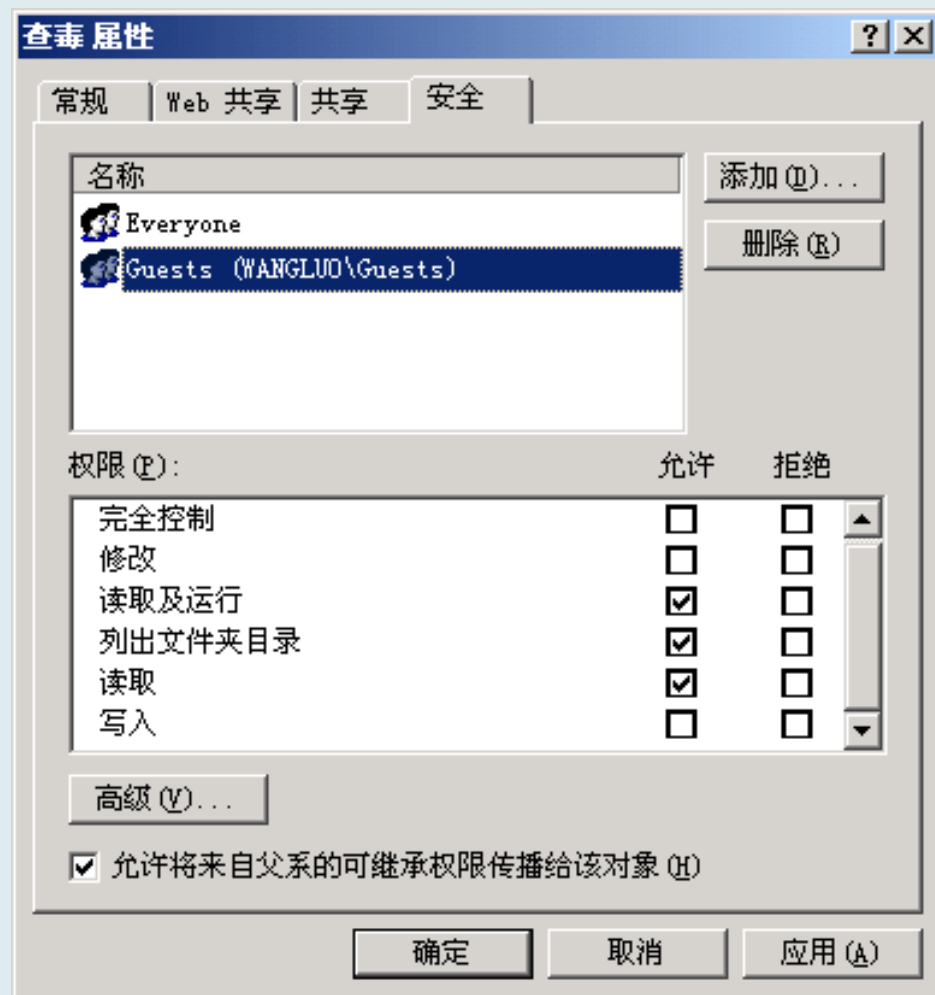 查毒 属性
常规 Web 共享 共享 安全
名称 添加(D)...
Everyone
删除(R)
Guests (WANGLUO\Guests)
权限(P): 允许 拒绝
完全控制
修改
读取及运行
列出文件夹目录
读取
写入
高级(V)...
允许将来自父系的可继承权限传播给该对象(H)
确定 取消 应用(A)